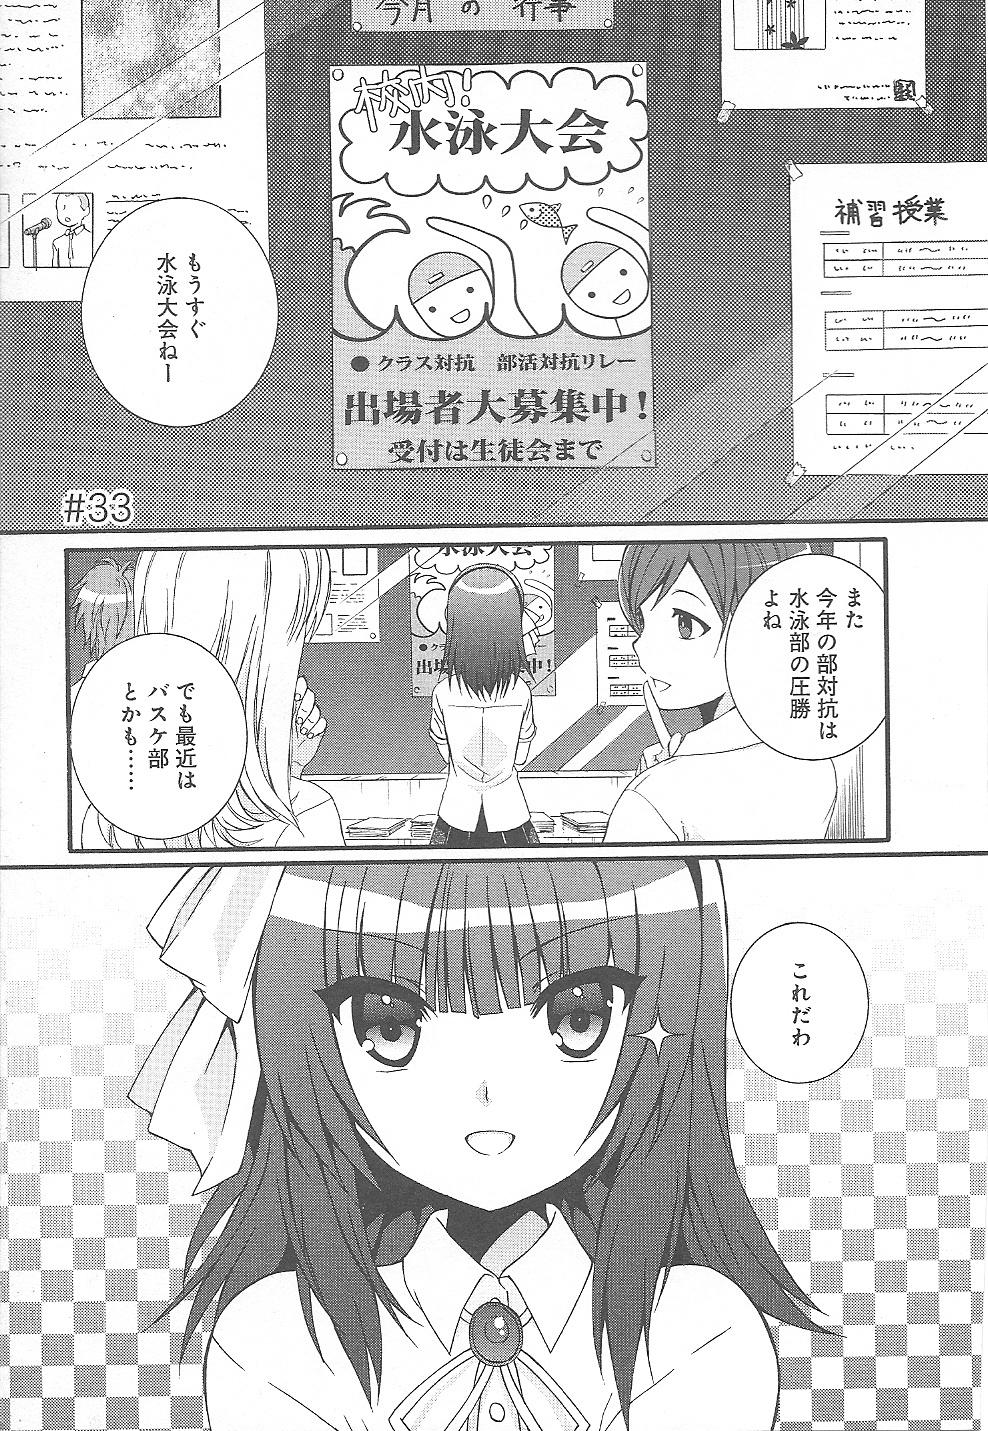 今月の行事
校内!
水泳大会
●クラス対抗 部活対抗リレー
出場者大募集中!
受付は生徒会まで
補習授業
もうすぐ
水泳大会ねー
#33
また
今年の部対抗は
水泳部の圧勝
よね
水泳大会
●クラ
出場
中!
でも最近は
バスケ部
とかも……
これだわ